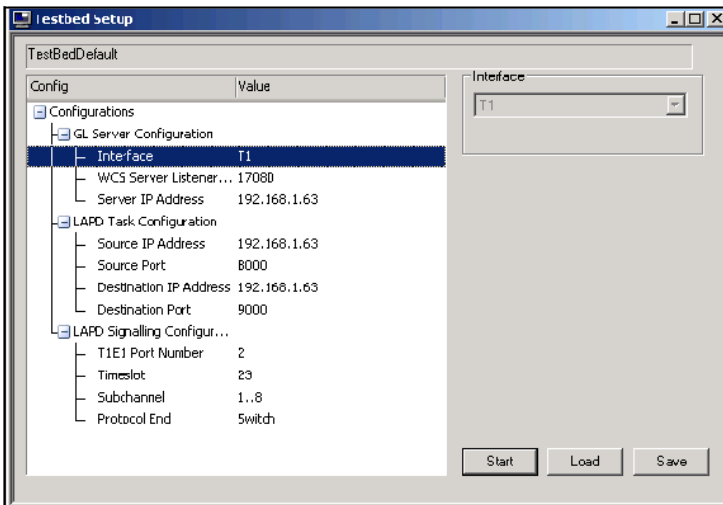 Testbed Setup
TestBedDefault
Config Value
Configurations
GL Server Configuration
Interface T1
WCS Server Listener... 17080
Server IP Address 192.168.1.63
LAPD Task Configuration
Source IP Address 192.168.1.63
Source Port 8000
Destination IP Address 192.168.1.63
Destination Port 9000
LAPD Signalling Configur...
T1E1 Port Number 2
Timeslot 23
Subchannel 1..8
Protocol End Switch
Interface
T1
Start Load Save